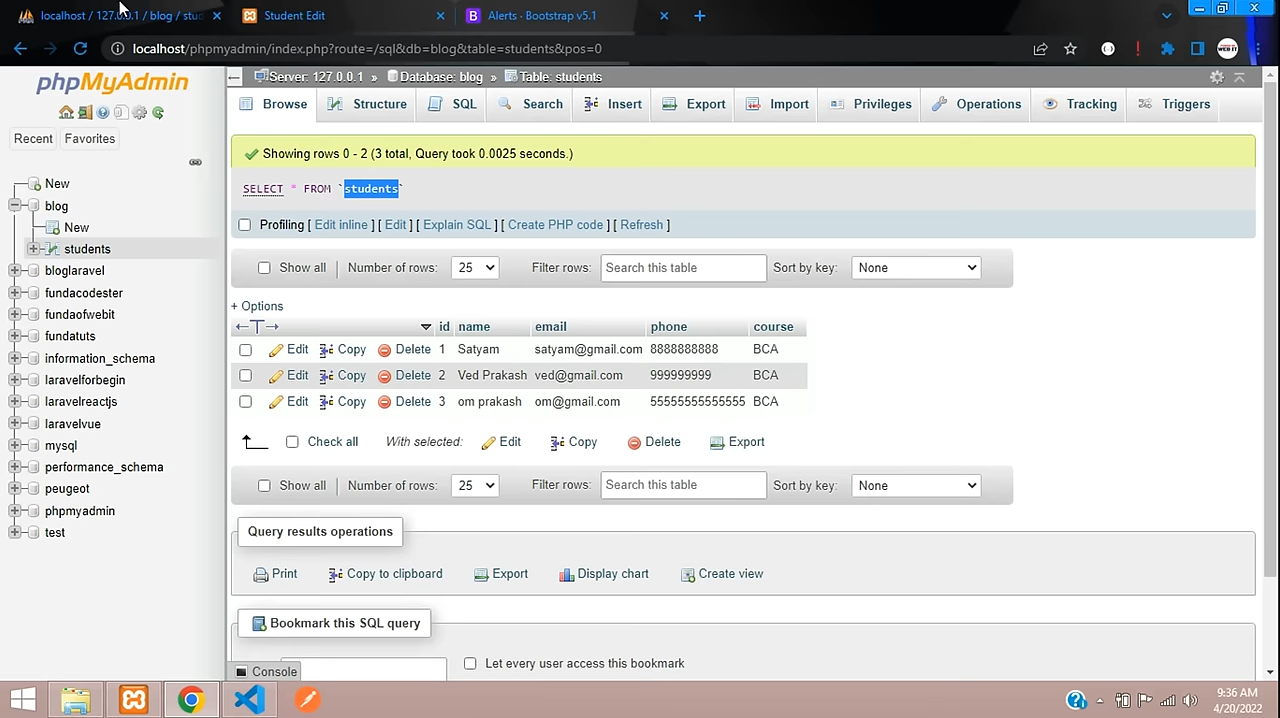 localhost / 127.0.0.1 / blog / stud
Student Edit
Alerts · Bootstrap v5.1
localhost/phpmyadmin/index.php?route=/sql&db=blog&table=students&pos=0
phpMyAdmin
Server: 127.0.0.1 » Database: blog » Table: students
Browse Structure SQL Search Insert Export Import Privileges Operations Tracking Triggers
Recent Favorites
New
blog
New
students
bloglaravel
fundacodester
fundaofwebit
fundatuts
information_schema
laravelforbegin
laravelreactjs
laravelvue
mysql
performance_schema
peugeot
phpmyadmin
test
Showing rows 0 - 2 (3 total, Query took 0.0025 seconds.)
SELECT * FROM `students`
Profiling [ Edit inline ] [ Edit ] [ Explain SQL ] [ Create PHP code ] [ Refresh ]
Show all Number of rows: 25 Filter rows: Search this table Sort by key: None
+ Options
←T→ id name email phone course
Edit Copy Delete 1 Satyam satyam@gmail.com 8888888888 BCA
Edit Copy Delete 2 Ved Prakash ved@gmail.com 999999999 BCA
Edit Copy Delete 3 om prakash om@gmail.com 55555555555555 BCA
Check all With selected: Edit Copy Delete Export
Show all Number of rows: 25 Filter rows: Search this table Sort by key: None
Query results operations
Print Copy to clipboard Export Display chart Create view
Bookmark this SQL query
Let every user access this bookmark
Console
9:36 AM
4/20/2022